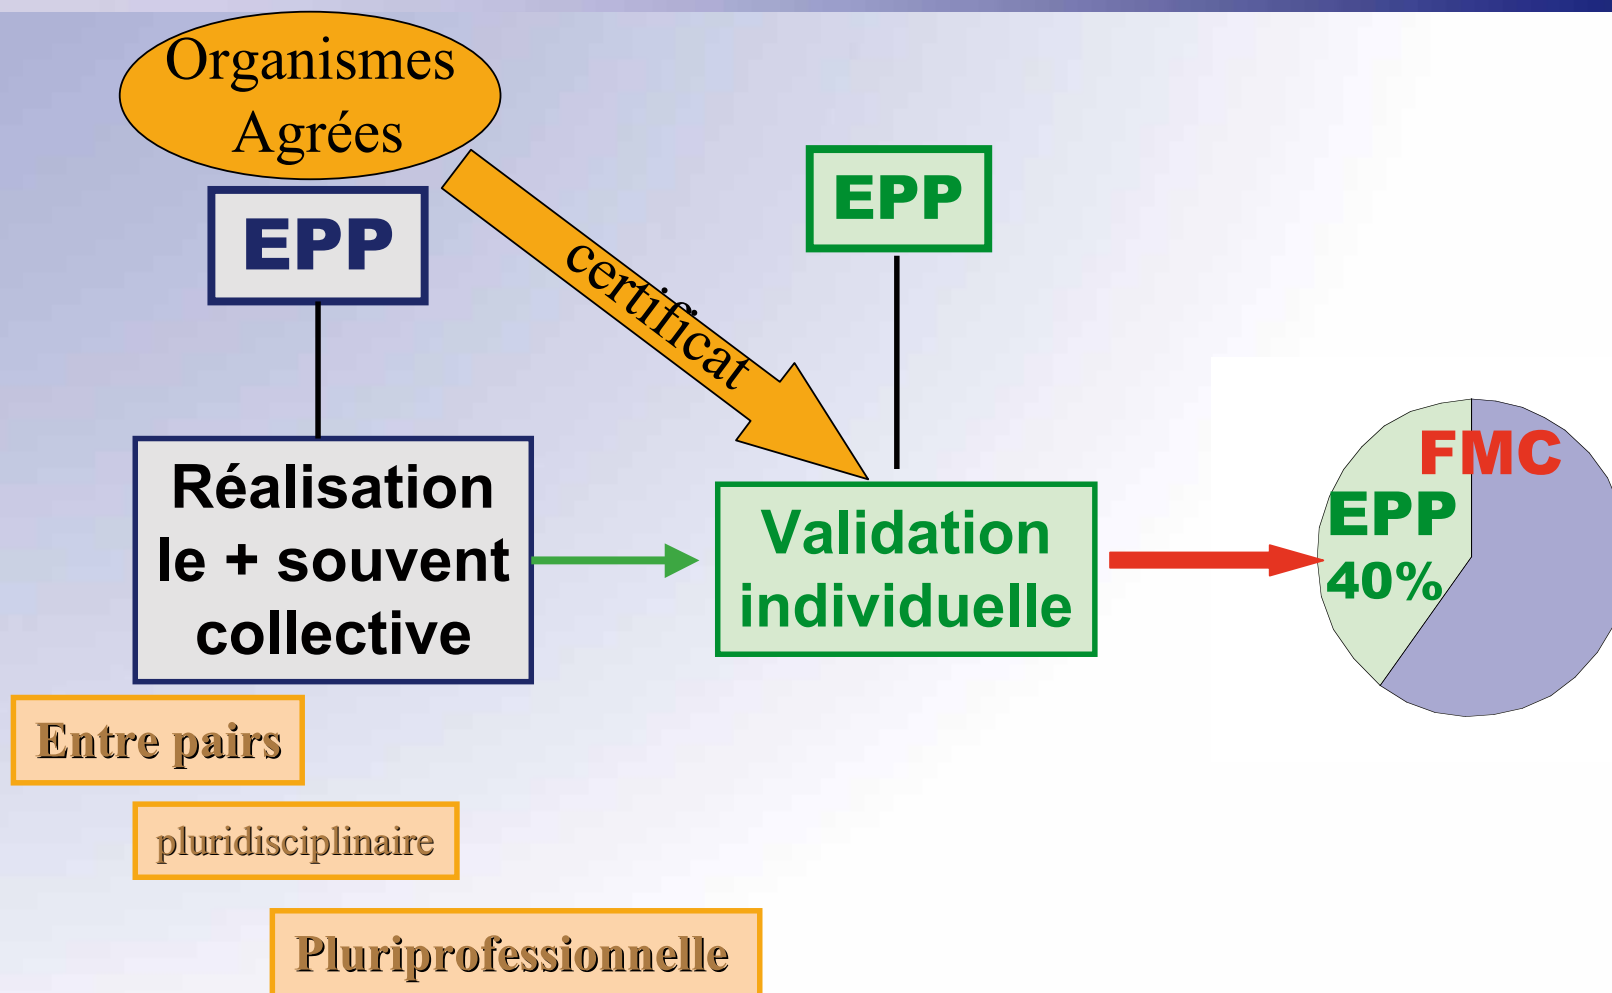 Organismes
Agrées
EPP
certificat
EPP
Réalisation
le + souvent
collective
Validation
individuelle
FMC
EPP
40%
Entre pairs
pluridisciplinaire
Pluriprofessionnelle